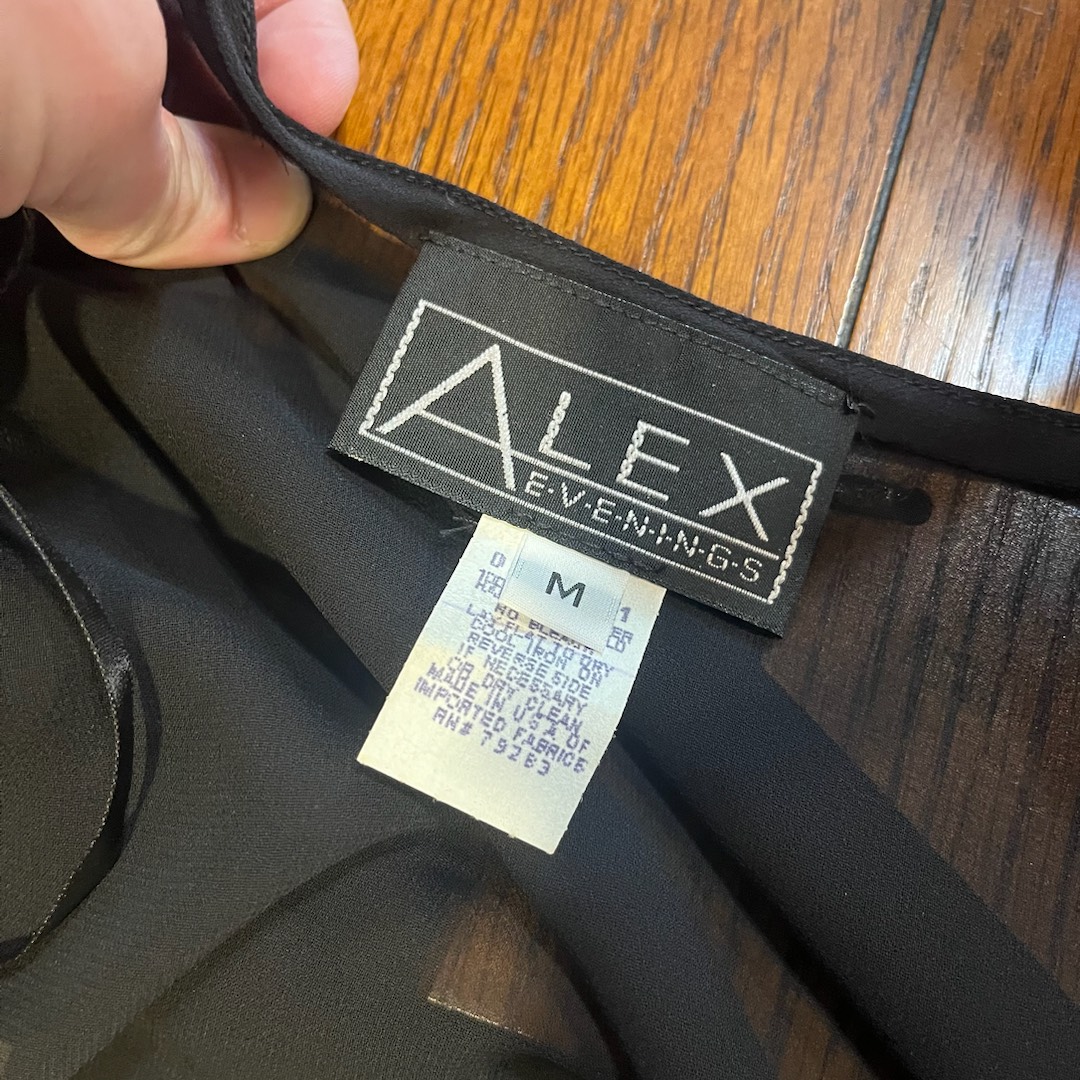 ALEX
E·V·E·N·I·N·G·S
M
NO
LAY FLAT TO DRY
COOL IRON ON
REVERSE SIDE
IF NECESSARY
OR DRY CLEAN
MADE IN U S A OF
IMPORTED FABRICS
RN# 79263